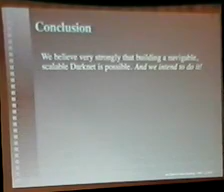 Conclusion
We believe very strongly that building a navigable,
scalable Darknet is possible. And we intend to do it!